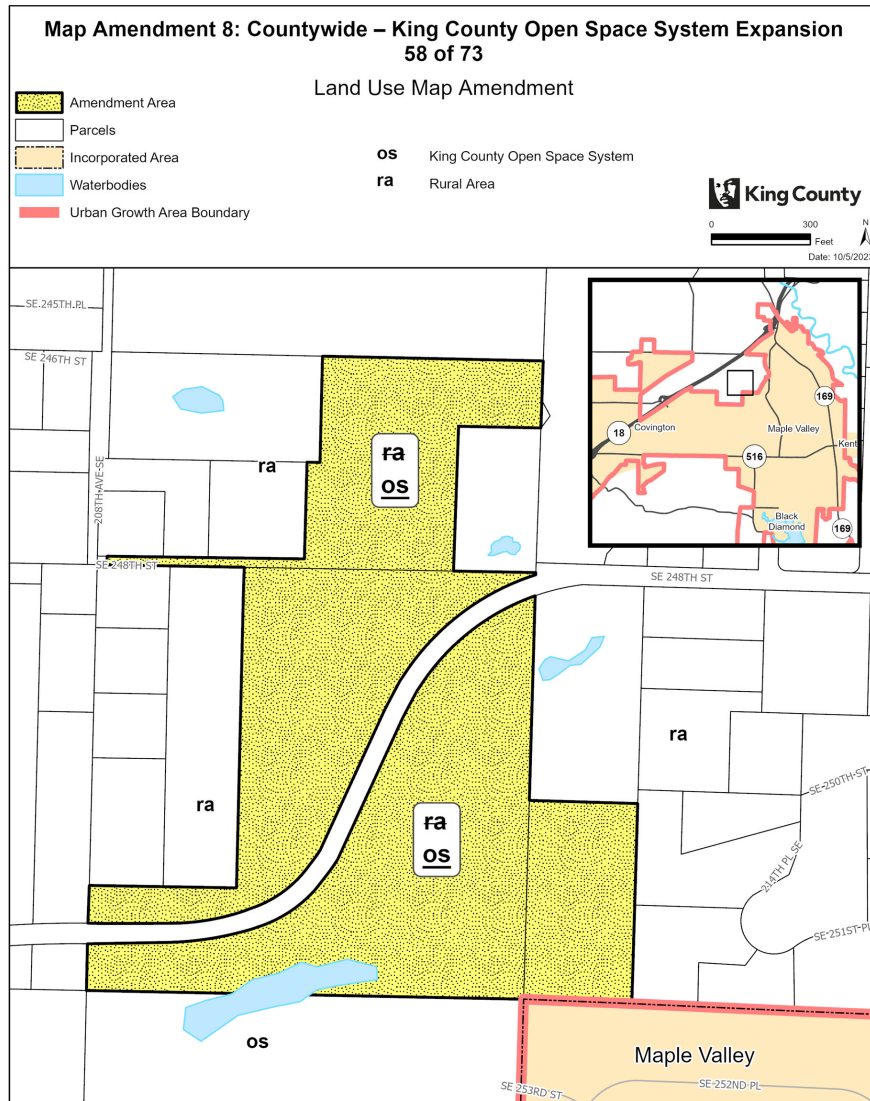 Map Amendment 8: Countywide – King County Open Space System Expansion
58 of 73
Land Use Map Amendment
Amendment Area
Parcels
Incorporated Area
Waterbodies
Urban Growth Area Boundary
os King County Open Space System
ra Rural Area
King County
0 300
Feet
N
Date: 10/5/2023
SE 245TH PL
SE 246TH ST
208TH AVE SE
ra
ra
os
18
Covington
Maple Valley
169
Kent
516
Black
Diamond
169
SE 248TH ST
SE 248TH ST
ra
ra
SE 250TH ST
ra
os
214TH PL SE
SE 251ST PL
os
Maple Valley
SE 253RD ST
SE 252ND PL